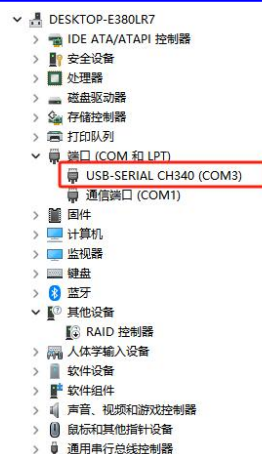 DESKTOP-E380LR7
IDE ATA/ATAPI 控制器
安全设备
处理器
磁盘驱动器
存储控制器
打印队列
端口 (COM 和 LPT)
USB-SERIAL CH340 (COM3)
通信端口 (COM1)
固件
计算机
监视器
键盘
蓝牙
其他设备
RAID 控制器
人体学输入设备
软件设备
软件组件
声音、视频和游戏控制器
鼠标和其他指针设备
通用串行总线控制器